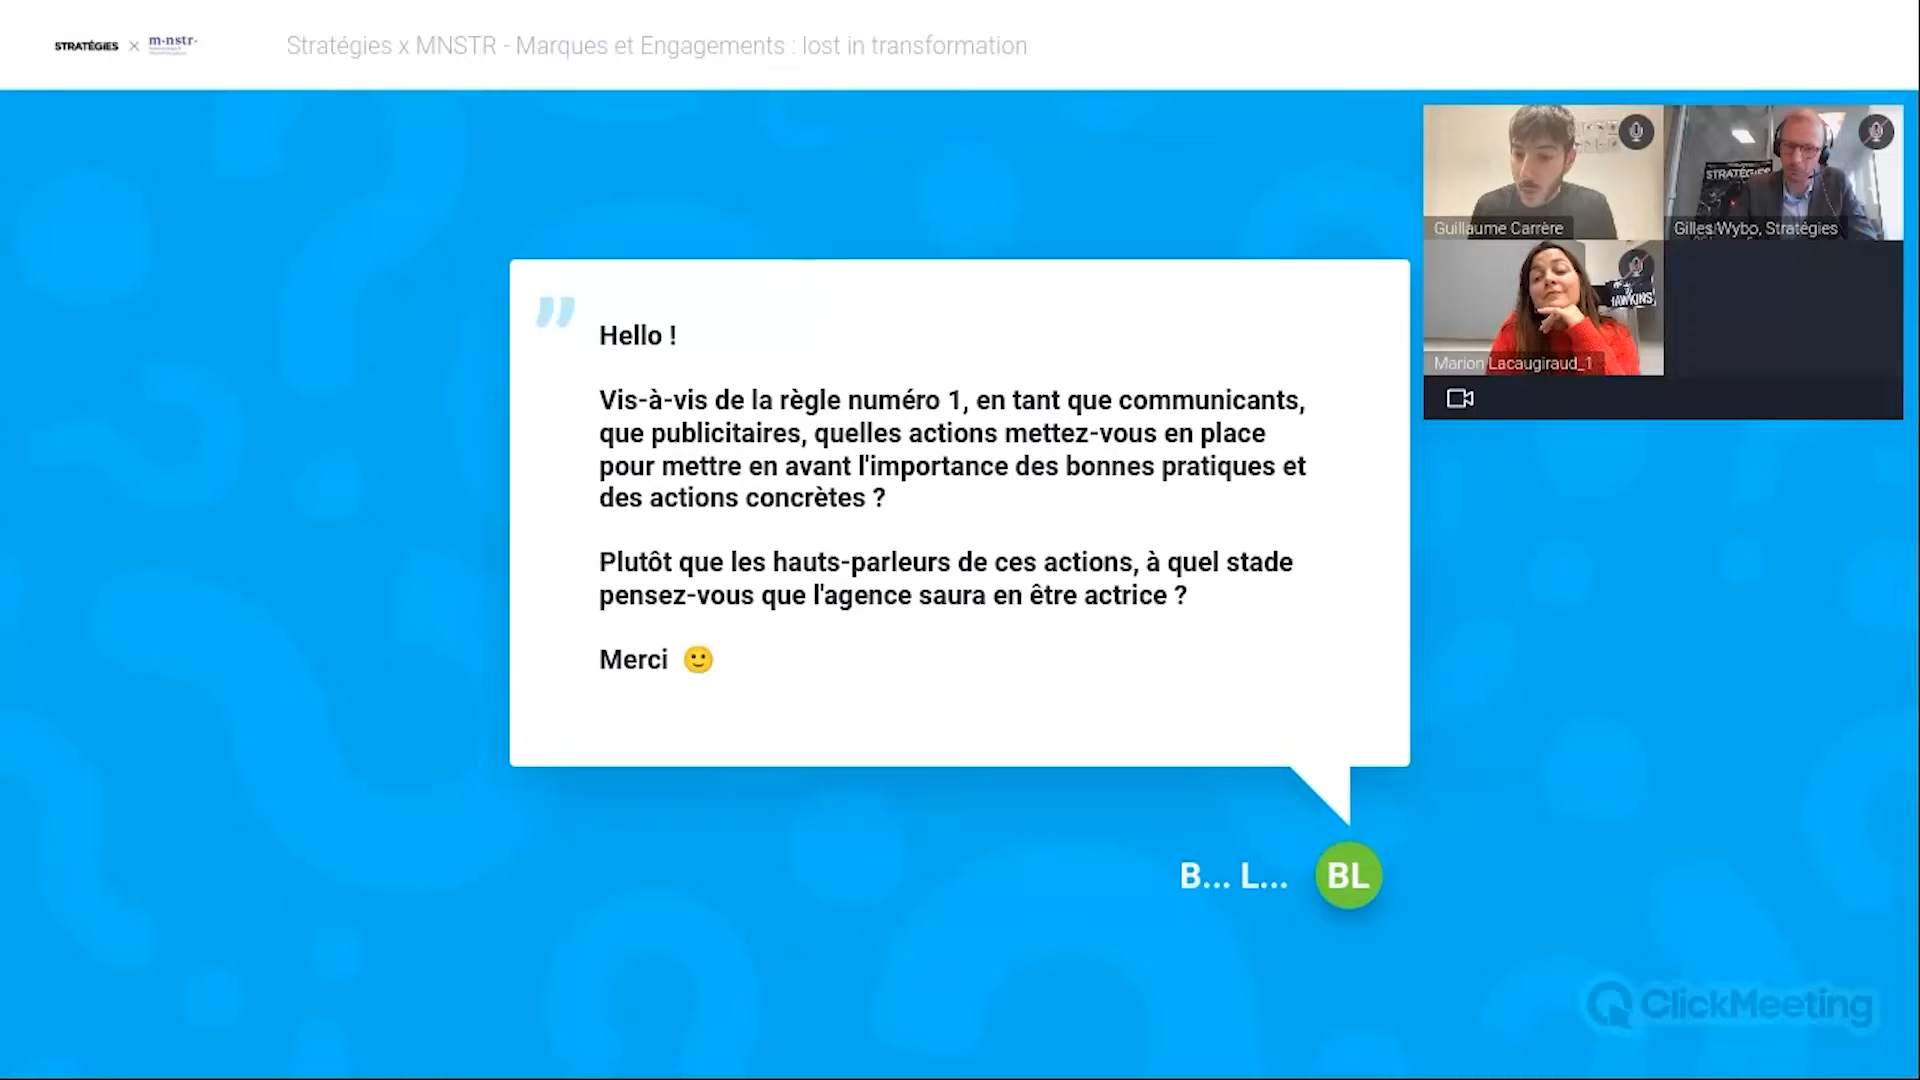 STRATÉGIES × m-nstr-
Stratégies x MNSTR - Marques et Engagements : lost in transformation
Guillaume Carrère
STRATÉGIES
Gilles Wybo, Stratégies
HAWKINS
Marion Lacaugiraud_1
Hello !
Vis-à-vis de la règle numéro 1, en tant que communicants,
que publicitaires, quelles actions mettez-vous en place
pour mettre en avant l'importance des bonnes pratiques et
des actions concrètes ?
Plutôt que les hauts-parleurs de ces actions, à quel stade
pensez-vous que l'agence saura en être actrice ?
Merci 🙂
B... L... BL
ClickMeeting